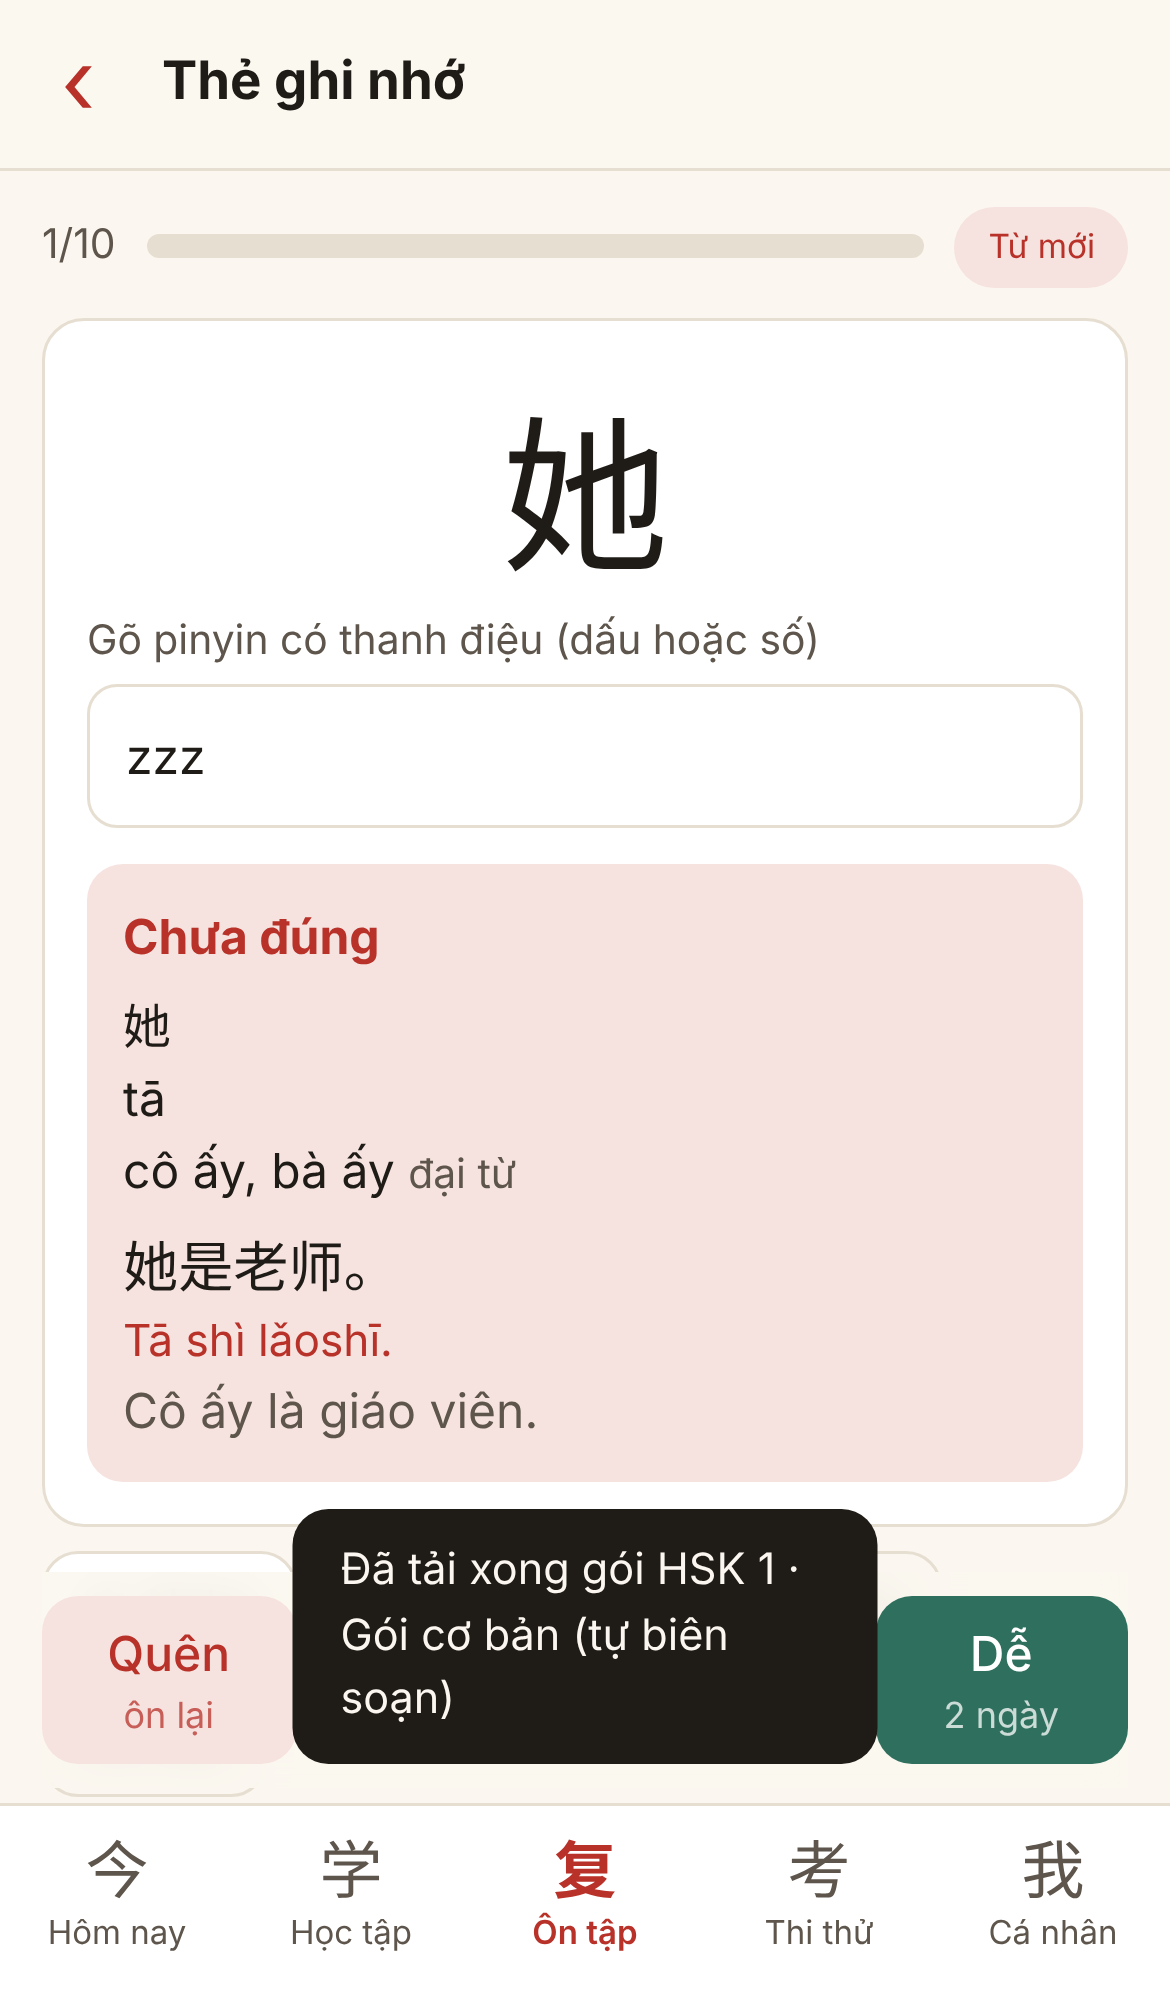 Thẻ ghi nhớ
1/10
Từ mới
她
Gõ pinyin có thanh điệu (dấu hoặc số)
zzz
Chưa đúng
她
tā
cô ấy, bà ấy đại từ
她是老师。
Tā shì lǎoshī.
Cô ấy là giáo viên.
Đã tải xong gói HSK 1 ·
Gói cơ bản (tự biên
soạn)
Quên
ôn lại
Dễ
2 ngày
今
Hôm nay
学
Học tập
复
Ôn tập
考
Thi thử
我
Cá nhân